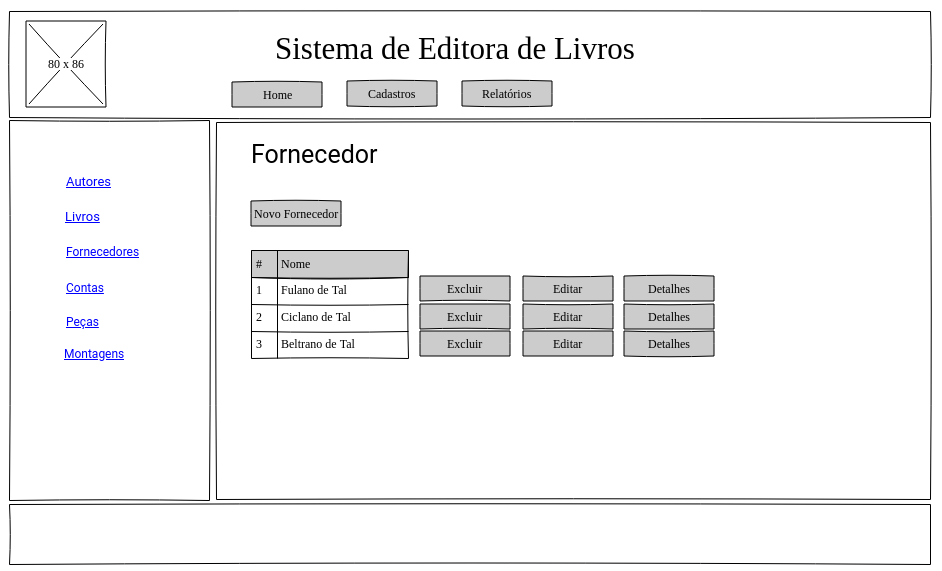 Sistema de Editora de Livros
80 x 86
Home Cadastros Relatórios
Autores
Livros
Fornecedores
Contas
Peças
Montagens
Fornecedor
Novo Fornecedor
# Nome
1 Fulano de Tal Excluir Editar Detalhes
2 Ciclano de Tal Excluir Editar Detalhes
3 Beltrano de Tal Excluir Editar Detalhes